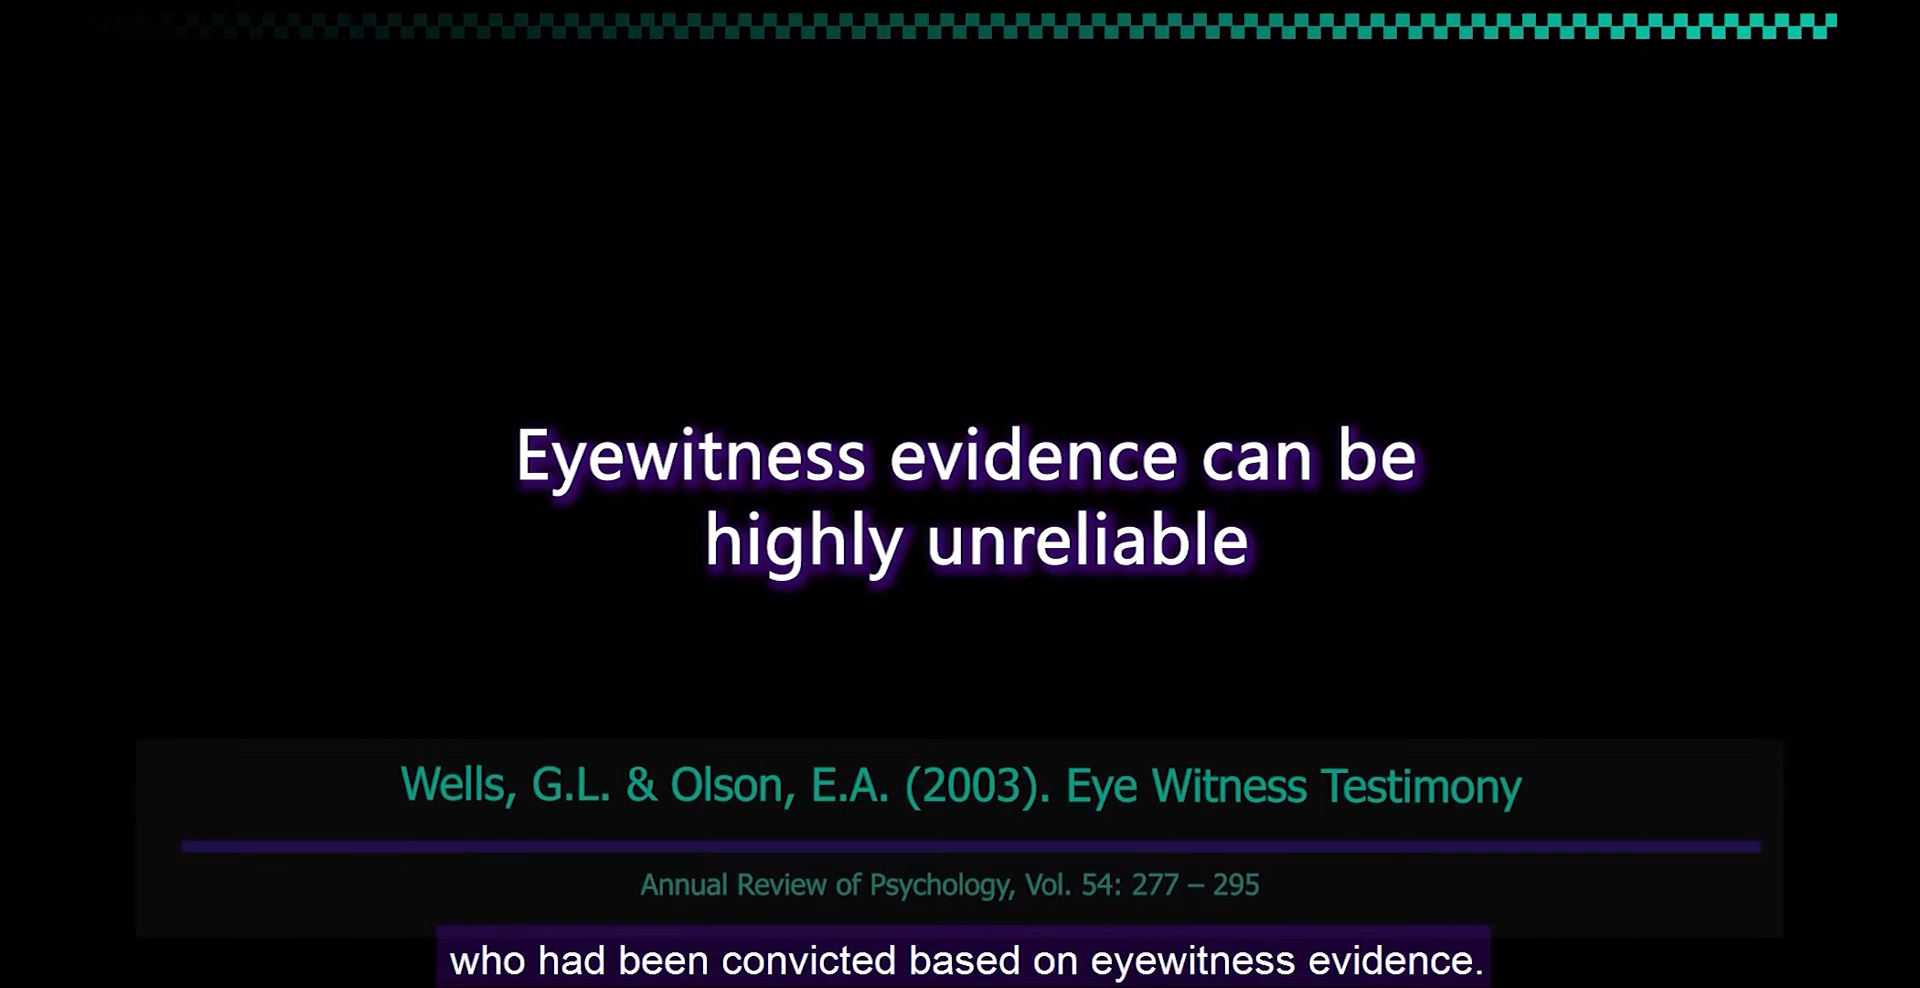 Eyewitness evidence can be
highly unreliable
Wells, G.L. & Olson, E.A. (2003). Eye Witness Testimony
Annual Review of Psychology, Vol. 54: 277 – 295
who had been convicted based on eyewitness evidence.